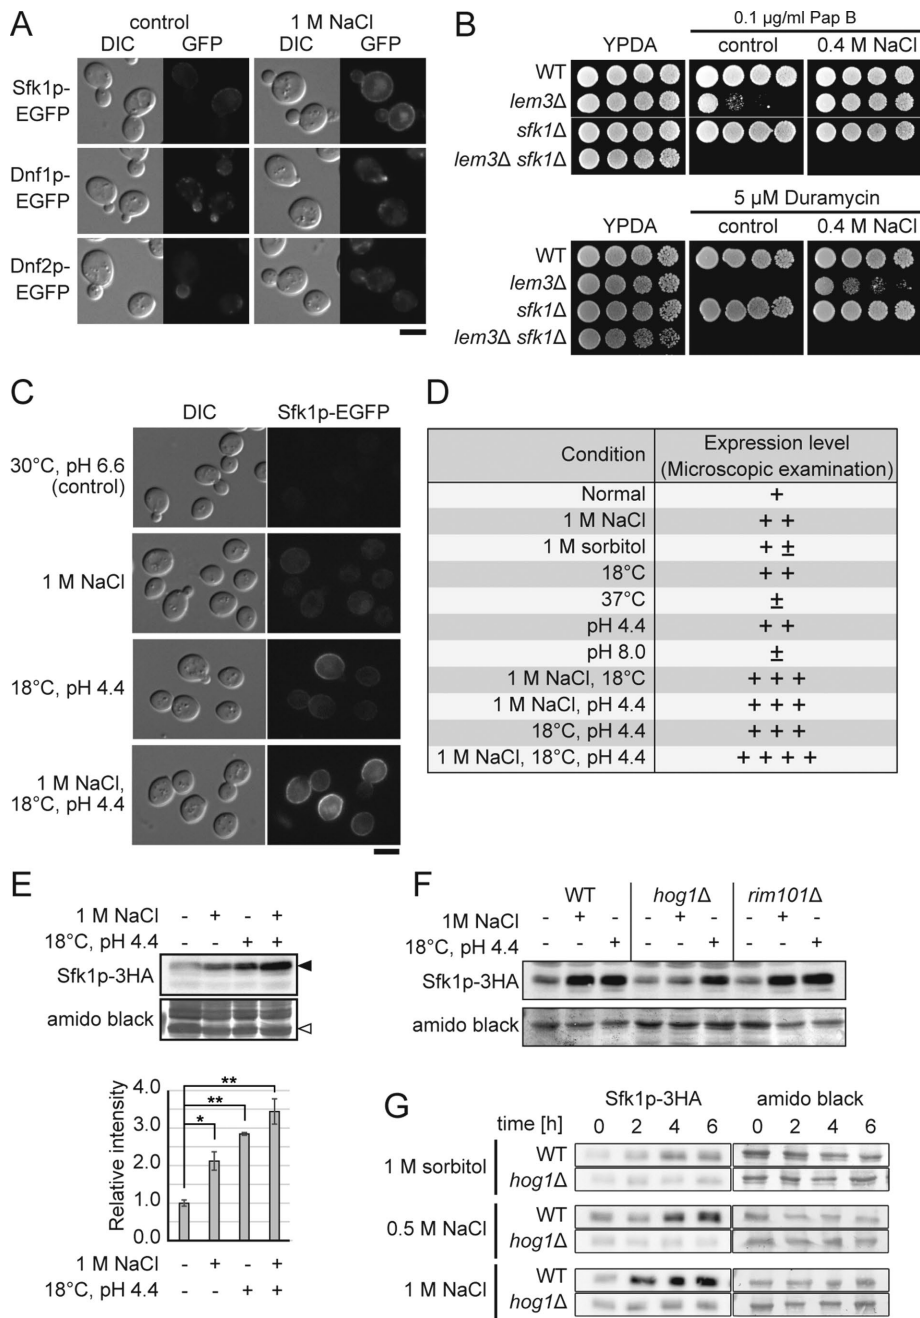 A
control 1 M NaCl
DIC GFP DIC GFP
Sfk1p-EGFP
Dnf1p-EGFP
Dnf2p-EGFP
B
0.1 µg/ml Pap B
YPDA control 0.4 M NaCl
WT
lem3Δ
sfk1Δ
lem3Δ sfk1Δ
5 µM Duramycin
YPDA control 0.4 M NaCl
WT
lem3Δ
sfk1Δ
lem3Δ sfk1Δ
C
DIC Sfk1p-EGFP
30°C, pH 6.6
(control)
1 M NaCl
18°C, pH 4.4
1 M NaCl,
18°C, pH 4.4
D
Condition Expression level
(Microscopic examination)
Normal +
1 M NaCl + +
1 M sorbitol + ±
18°C + +
37°C ±
pH 4.4 + +
pH 8.0 ±
1 M NaCl, 18°C + + +
1 M NaCl, pH 4.4 + + +
18°C, pH 4.4 + + +
1 M NaCl, 18°C, pH 4.4 + + + +
E
1 M NaCl - + - +
18°C, pH 4.4 - - + +
Sfk1p-3HA
amido black
Relative intensity
4.0
3.0
2.0
1.0
0.0
*
**
**
1 M NaCl - + - +
18°C, pH 4.4 - - + +
F
WT hog1Δ rim101Δ
1M NaCl - + - - + - - + -
18°C, pH 4.4 - - + - - + - - +
Sfk1p-3HA
amido black
G
Sfk1p-3HA amido black
time [h] 0 2 4 6 0 2 4 6
1 M sorbitol WT
hog1Δ
0.5 M NaCl WT
hog1Δ
1 M NaCl WT
hog1Δ